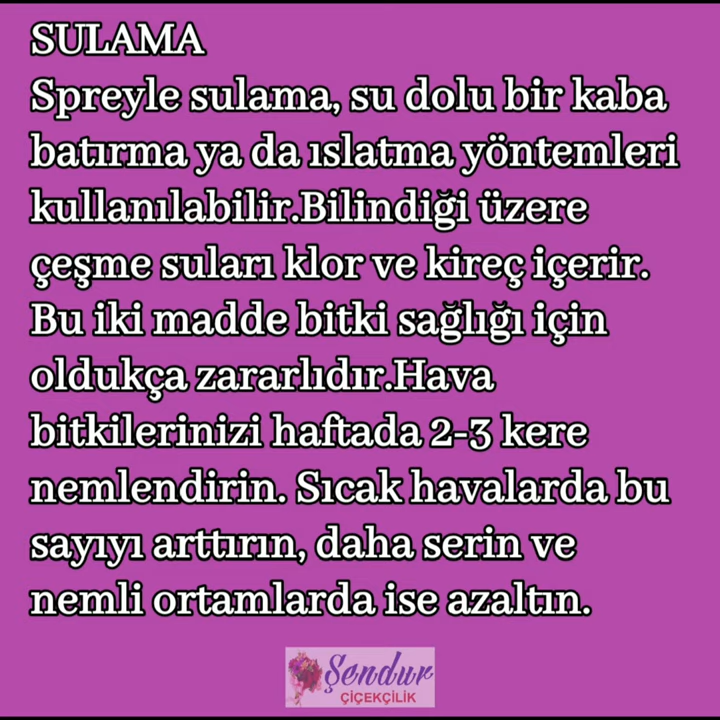 SULAMA
Spreyle sulama, su dolu bir kaba
batırma ya da ıslatma yöntemleri
kullanılabilir.Bilindiği üzere
çeşme suları klor ve kireç içerir.
Bu iki madde bitki sağlığı için
oldukça zararlıdır.Hava
bitkilerinizi haftada 2-3 kere
nemlendirin. Sıcak havalarda bu
sayıyı arttırın, daha serin ve
nemli ortamlarda ise azaltın.
Şendur
ÇİÇEKÇİLİK